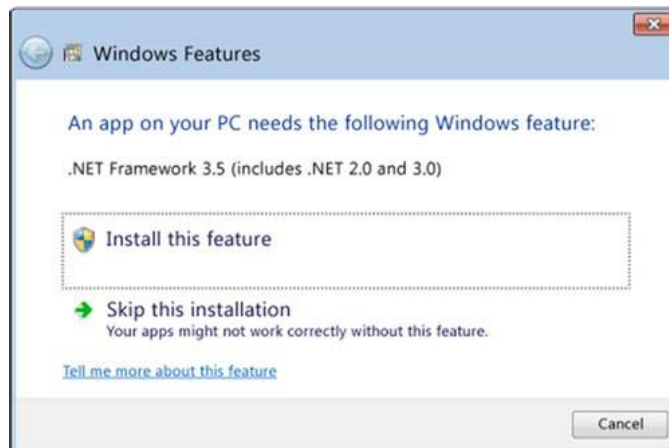 Windows Features
An app on your PC needs the following Windows feature:
.NET Framework 3.5 (includes .NET 2.0 and 3.0)
Install this feature
Skip this installation
Your apps might not work correctly without this feature.
Tell me more about this feature
Cancel